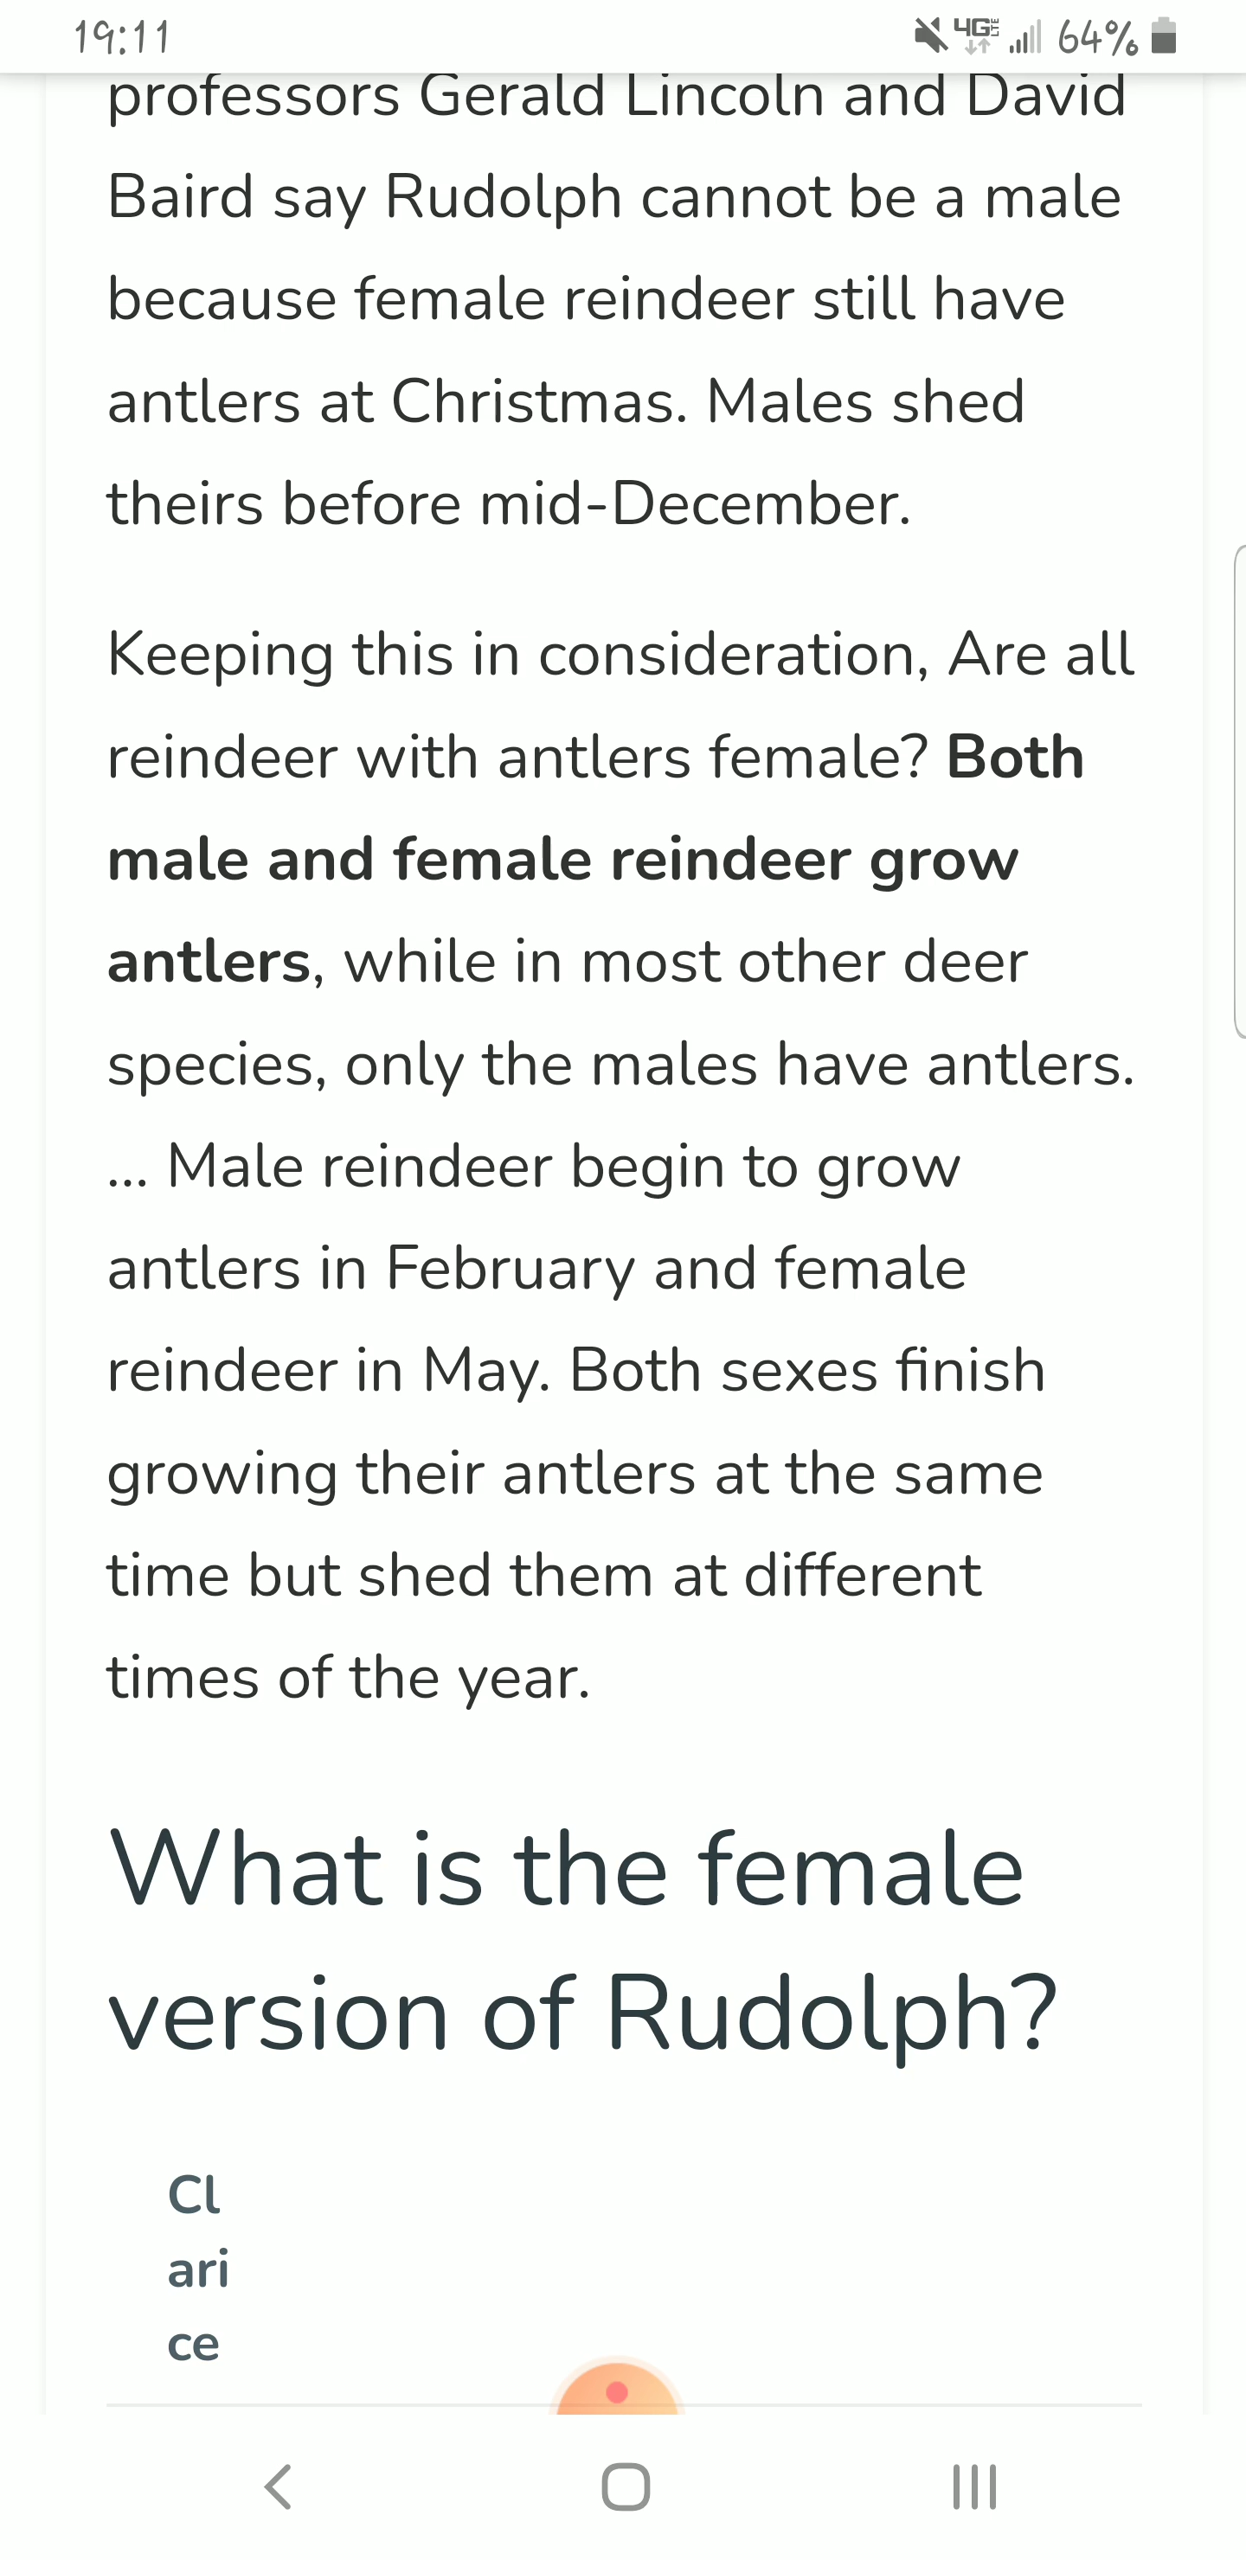 19:11
4G LTE 64%
professors Gerald Lincoln and David
Baird say Rudolph cannot be a male
because female reindeer still have
antlers at Christmas. Males shed
theirs before mid-December.
Keeping this in consideration, Are all
reindeer with antlers female? Both
male and female reindeer grow
antlers, while in most other deer
species, only the males have antlers.
... Male reindeer begin to grow
antlers in February and female
reindeer in May. Both sexes finish
growing their antlers at the same
time but shed them at different
times of the year.
What is the female
version of Rudolph?
Cl
ari
ce